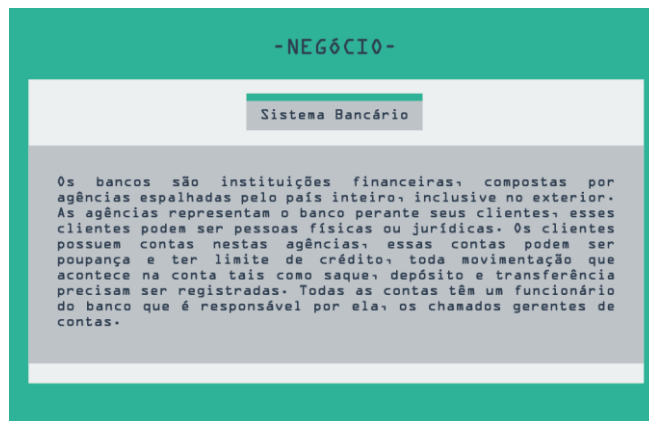 -NEGÓCIO-
Sistema Bancário
Os bancos são instituições financeiras, compostas por
agências espalhadas pelo país inteiro, inclusive no exterior.
As agências representam o banco perante seus clientes, esses
clientes podem ser pessoas físicas ou jurídicas. Os clientes
possuem contas nestas agências, essas contas podem ser
poupança e ter limite de crédito, toda movimentação que
acontece na conta tais como saque, depósito e transferência
precisam ser registradas. Todas as contas têm um funcionário
do banco que é responsável por ela, os chamados gerentes de
contas.